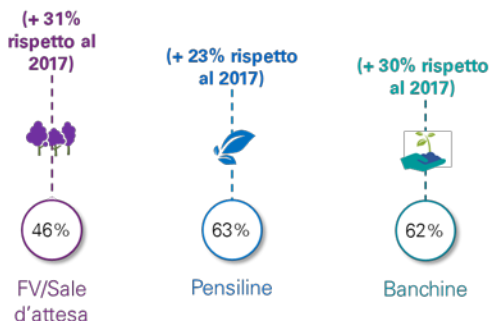 (+ 31%
rispetto al
2017)
(+ 23% rispetto
al 2017)
(+ 30% rispetto
al 2017)
46%
63%
62%
FV/Sale
d'attesa
Pensiline
Banchine